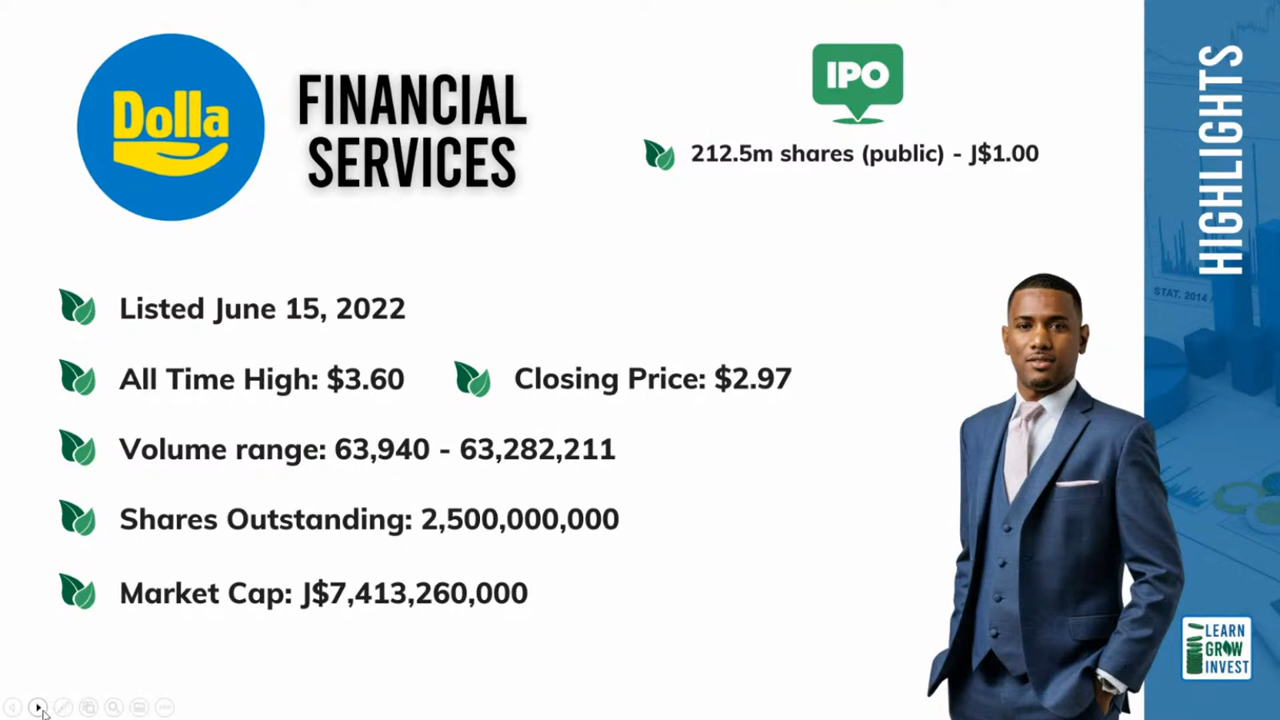 Dolla
FINANCIAL
SERVICES
IPO
212.5m shares (public) - J$1.00
HIGHLIGHTS
STAT. 2014
Listed June 15, 2022
All Time High: $3.60
Closing Price: $2.97
Volume range: 63,940 - 63,282,211
Shares Outstanding: 2,500,000,000
Market Cap: J$7,413,260,000
LEARN
GROW
INVEST